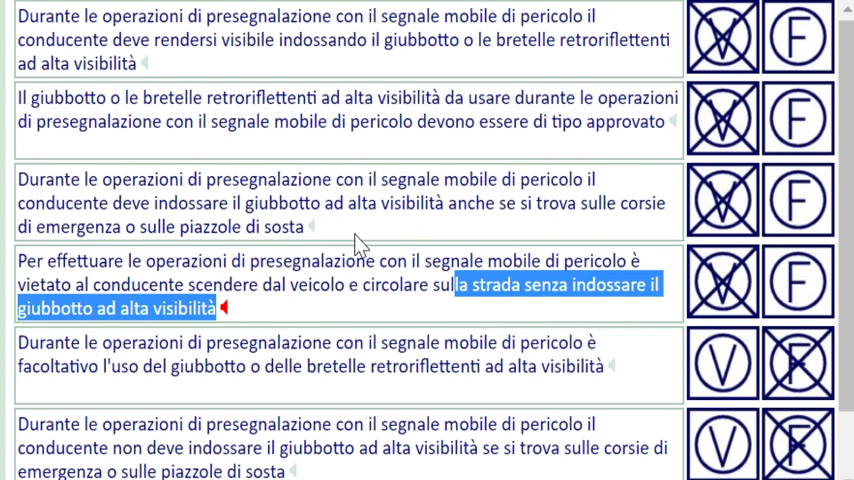 Durante le operazioni di presegnalazione con il segnale mobile di pericolo il
conducente deve rendersi visibile indossando il giubbotto o le bretelle retroriflettenti
ad alta visibilità
V F
Il giubbotto o le bretelle retroriflettenti ad alta visibilità da usare durante le operazioni
di presegnalazione con il segnale mobile di pericolo devono essere di tipo approvato
V F
Durante le operazioni di presegnalazione con il segnale mobile di pericolo il
conducente deve indossare il giubbotto ad alta visibilità anche se si trova sulle corsie
di emergenza o sulle piazzole di sosta
V F
Per effettuare le operazioni di presegnalazione con il segnale mobile di pericolo è
vietato al conducente scendere dal veicolo e circolare sulla strada senza indossare il
giubbotto ad alta visibilità
V F
Durante le operazioni di presegnalazione con il segnale mobile di pericolo è
facoltativo l'uso del giubbotto o delle bretelle retroriflettenti ad alta visibilità
V F
Durante le operazioni di presegnalazione con il segnale mobile di pericolo il
conducente non deve indossare il giubbotto ad alta visibilità se si trova sulle corsie di
emergenza o sulle piazzole di sosta
V F